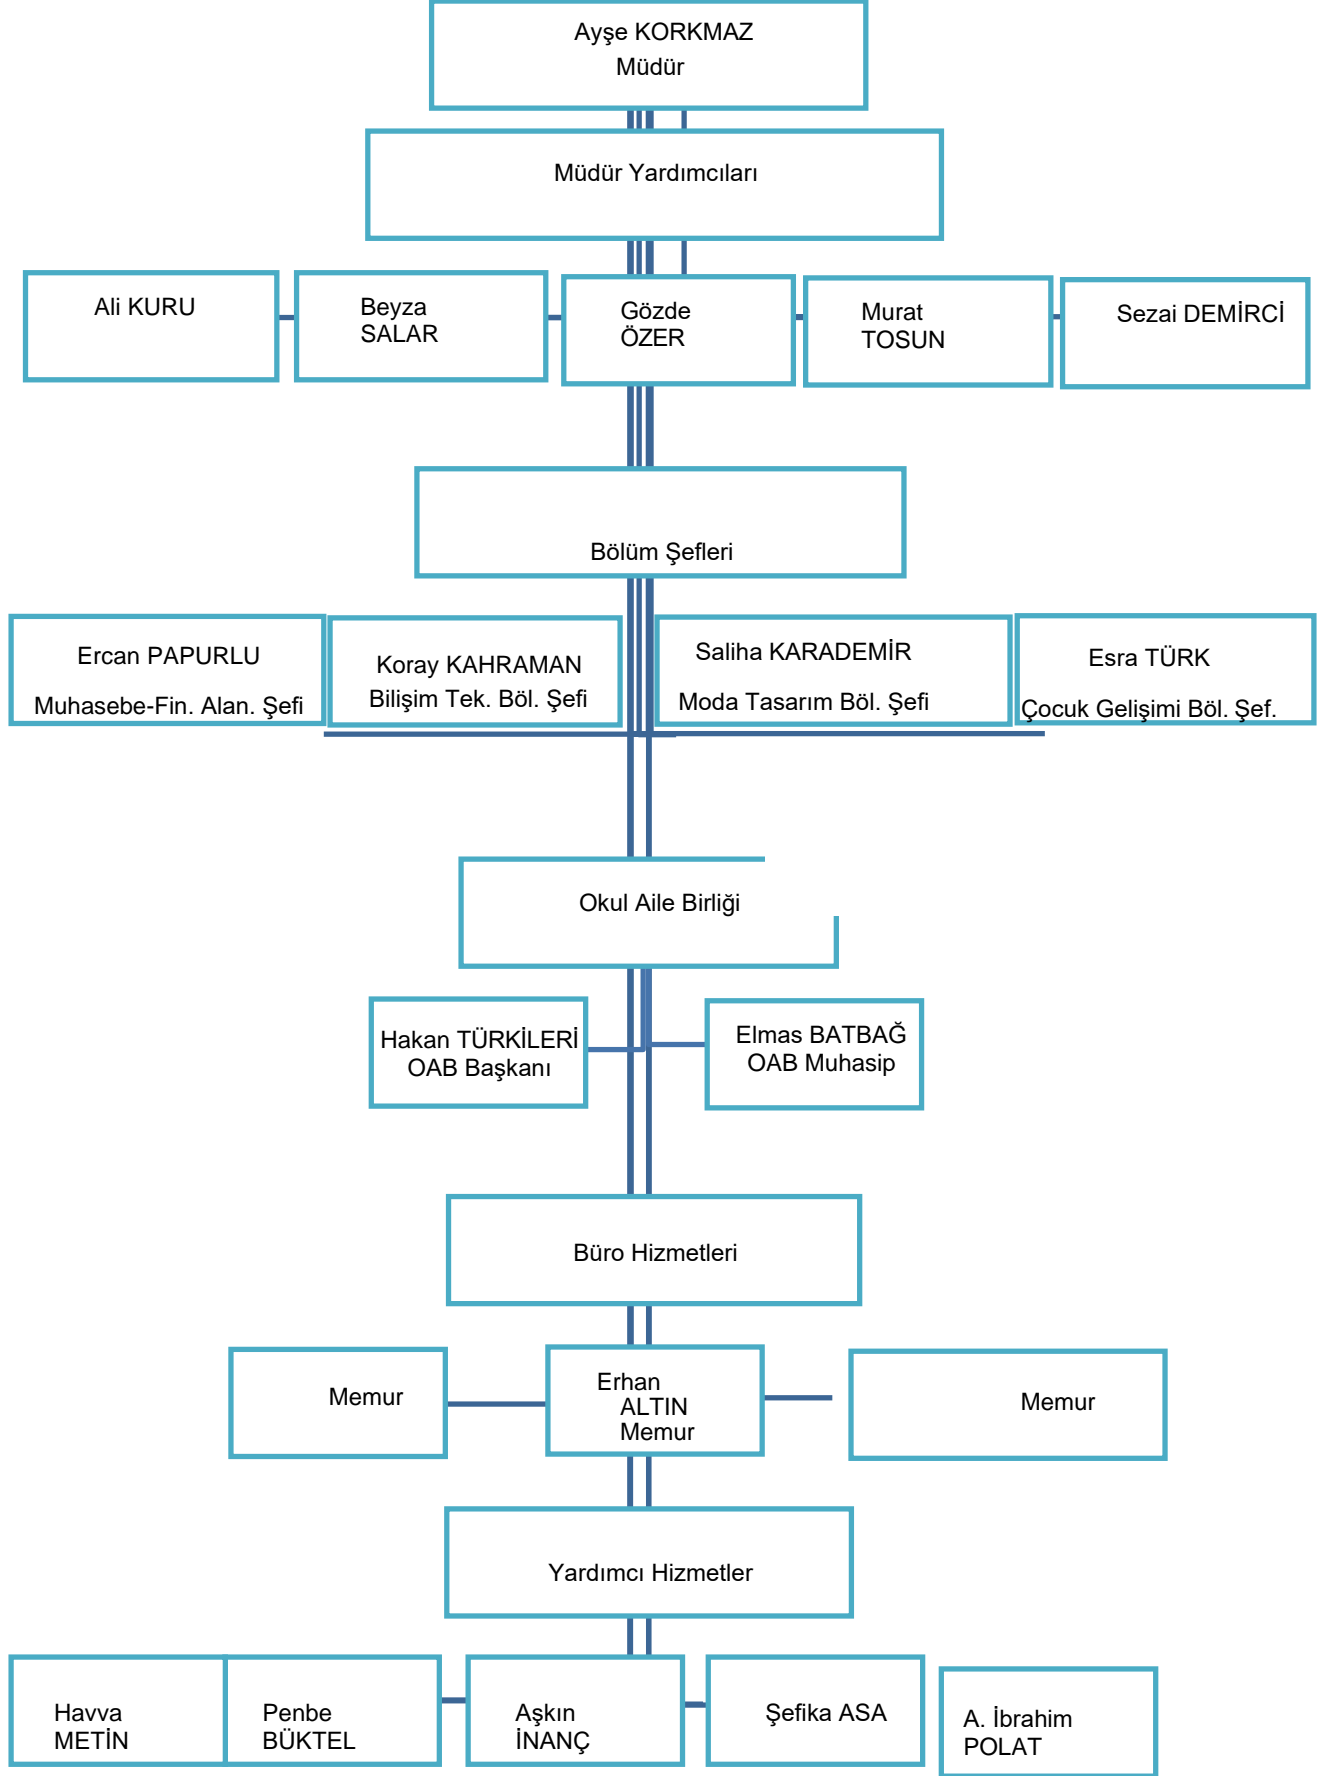 Ayşe KORKMAZ
Müdür
Müdür Yardımcıları
Ali KURU
Beyza
SALAR
Gözde
ÖZER
Murat
TOSUN
Sezai DEMİRCİ
Bölüm Şefleri
Ercan PAPURLU
Muhasebe-Fin. Alan. Şefi
Koray KAHRAMAN
Bilişim Tek. Böl. Şefi
Saliha KARADEMİR
Moda Tasarım Böl. Şefi
Esra TÜRK
Çocuk Gelişimi Böl. Şef.
Okul Aile Birliği
Hakan TÜRKİLERİ
OAB Başkanı
Elmas BATBAĞ
OAB Muhasip
Büro Hizmetleri
Memur
Erhan
ALTIN
Memur
Memur
Yardımcı Hizmetler
Havva
METİN
Penbe
BÜKTEL
Aşkın
İNANÇ
Şefika ASA
A. İbrahim
POLAT